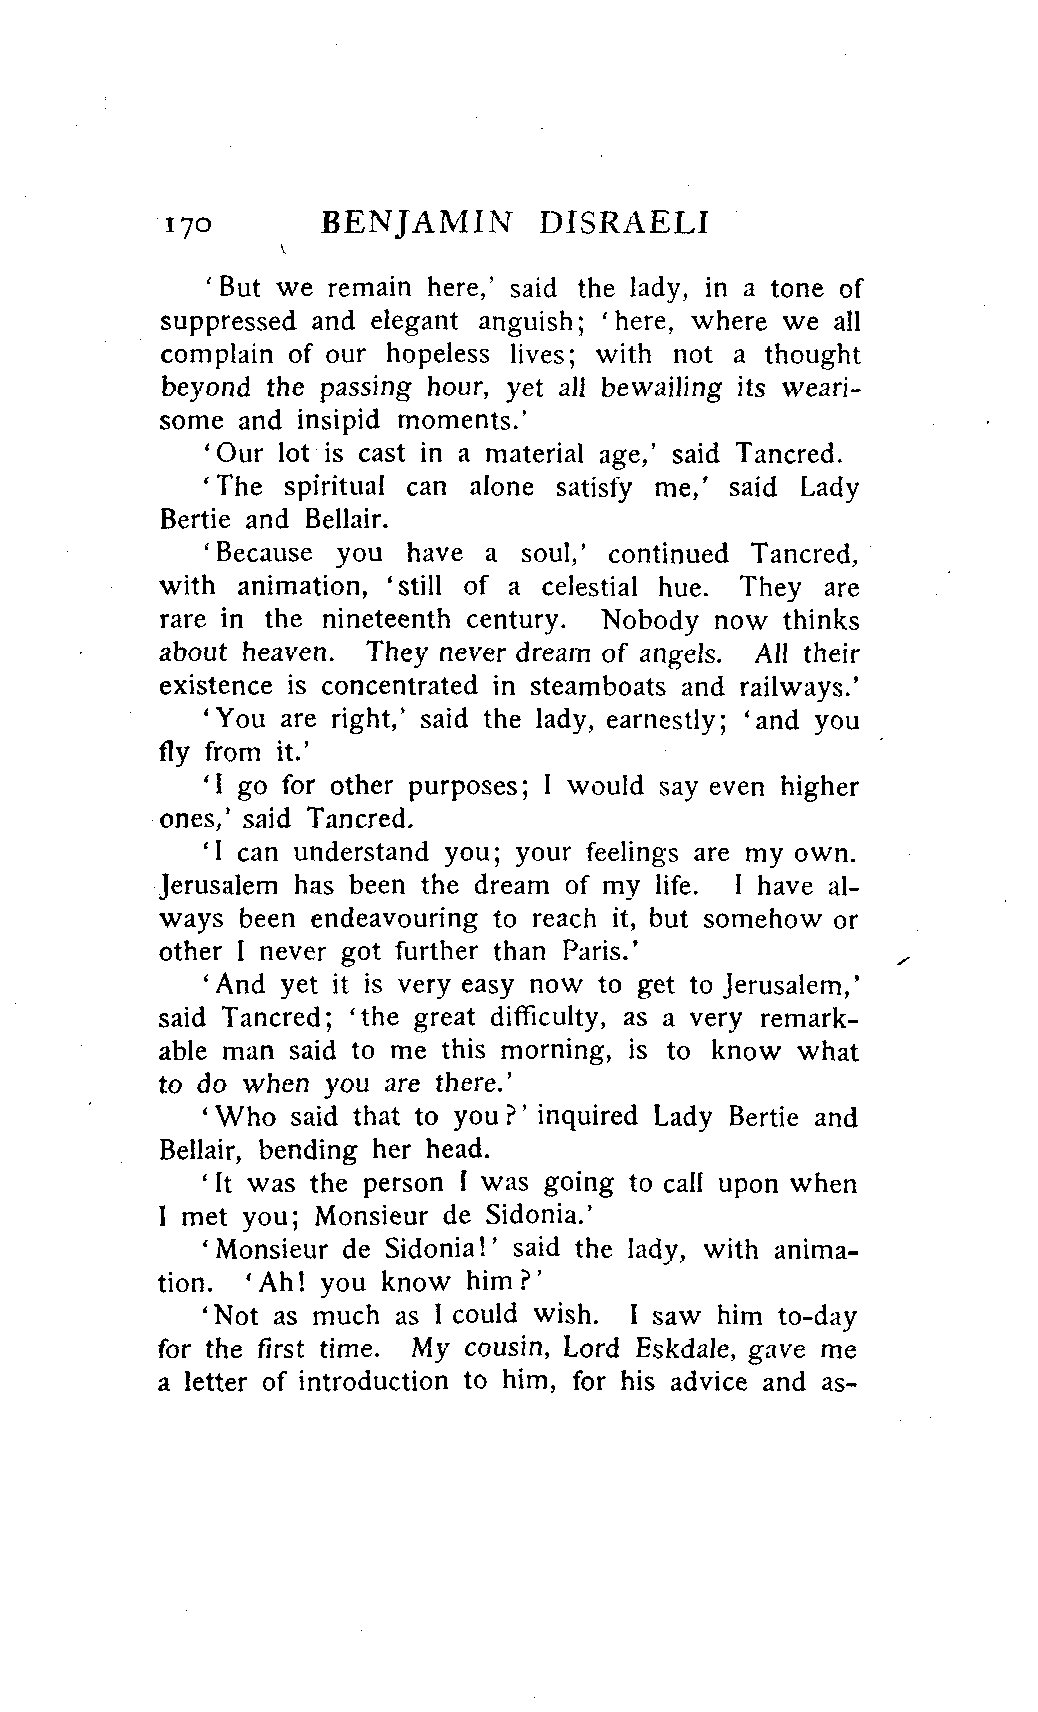 170 BENJAMIN DISRAELI
‘But we remain here,’ said the lady, in a tone of
suppressed and elegant anguish; ‘here, where we all
complain of our hopeless lives; with not a thought
beyond the passing hour, yet all bewailing its weari-
some and insipid moments.’
‘Our lot is cast in a material age,’ said Tancred.
‘The spiritual can alone satisfy me,’ said Lady
Bertie and Bellair.
‘Because you have a soul,’ continued Tancred,
with animation, ‘still of a celestial hue. They are
rare in the nineteenth century. Nobody now thinks
about heaven. They never dream of angels. All their
existence is concentrated in steamboats and railways.’
‘You are right,’ said the lady, earnestly; ‘and you
fly from it.’
‘I go for other purposes; I would say even higher
ones,’ said Tancred.
‘I can understand you; your feelings are my own.
Jerusalem has been the dream of my life. I have al-
ways been endeavouring to reach it, but somehow or
other I never got further than Paris.’
‘And yet it is very easy now to get to Jerusalem,’
said Tancred; ‘the great difficulty, as a very remark-
able man said to me this morning, is to know what
to do when you are there.’
‘Who said that to you?’ inquired Lady Bertie and
Bellair, bending her head.
‘It was the person I was going to call upon when
I met you; Monsieur de Sidonia.’
‘Monsieur de Sidonia!’ said the lady, with anima-
tion. ‘Ah! you know him?’
‘Not as much as I could wish. I saw him to-day
for the first time. My cousin, Lord Eskdale, gave me
a letter of introduction to him, for his advice and as-